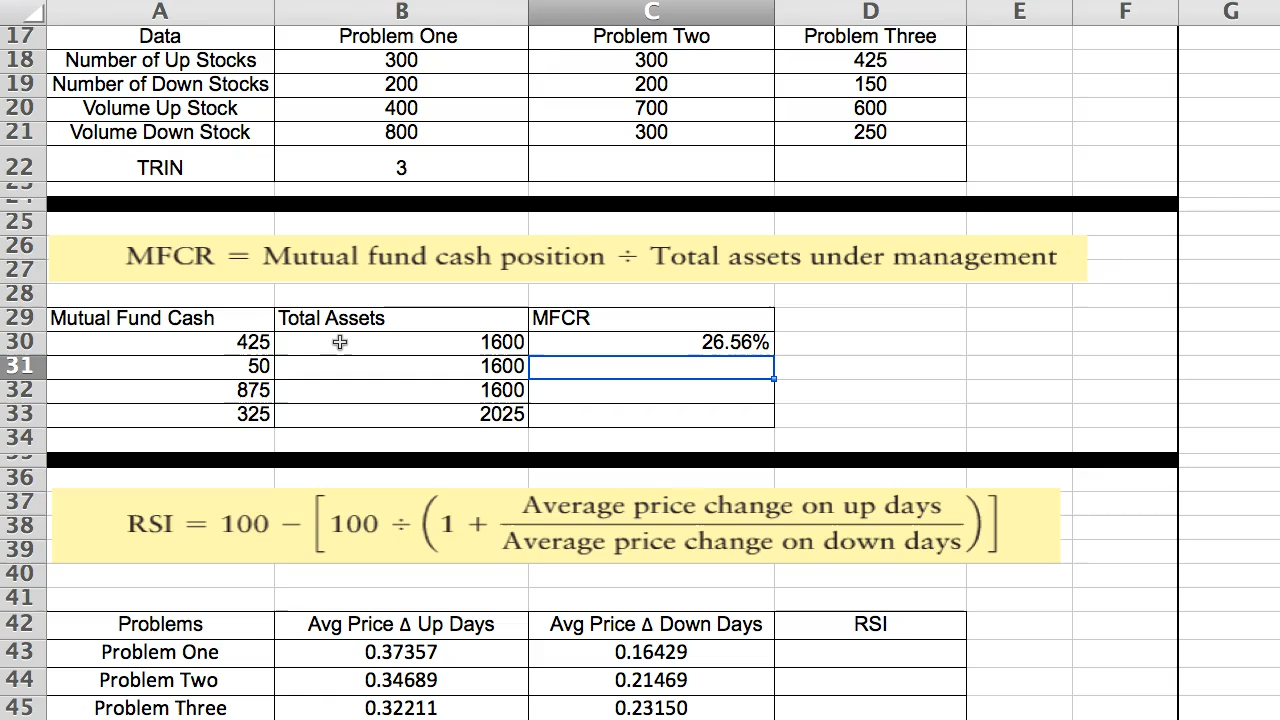 A B C D E F G
17 Data Problem One Problem Two Problem Three
18 Number of Up Stocks 300 300 425
19 Number of Down Stocks 200 200 150
20 Volume Up Stock 400 700 600
21 Volume Down Stock 800 300 250
22 TRIN 3
25
26
MFCR = Mutual fund cash position ÷ Total assets under management
27
28
29 Mutual Fund Cash Total Assets MFCR
30 425 1600 26.56%
31 50 1600
32 875 1600
33 325 2025
34
36
37
38
39
RSI = 100 − [100 ÷ (1 + Average price change on up days / Average price change on down days)]
40
41
42 Problems Avg Price Δ Up Days Avg Price Δ Down Days RSI
43 Problem One 0.37357 0.16429
44 Problem Two 0.34689 0.21469
45 Problem Three 0.32211 0.23150